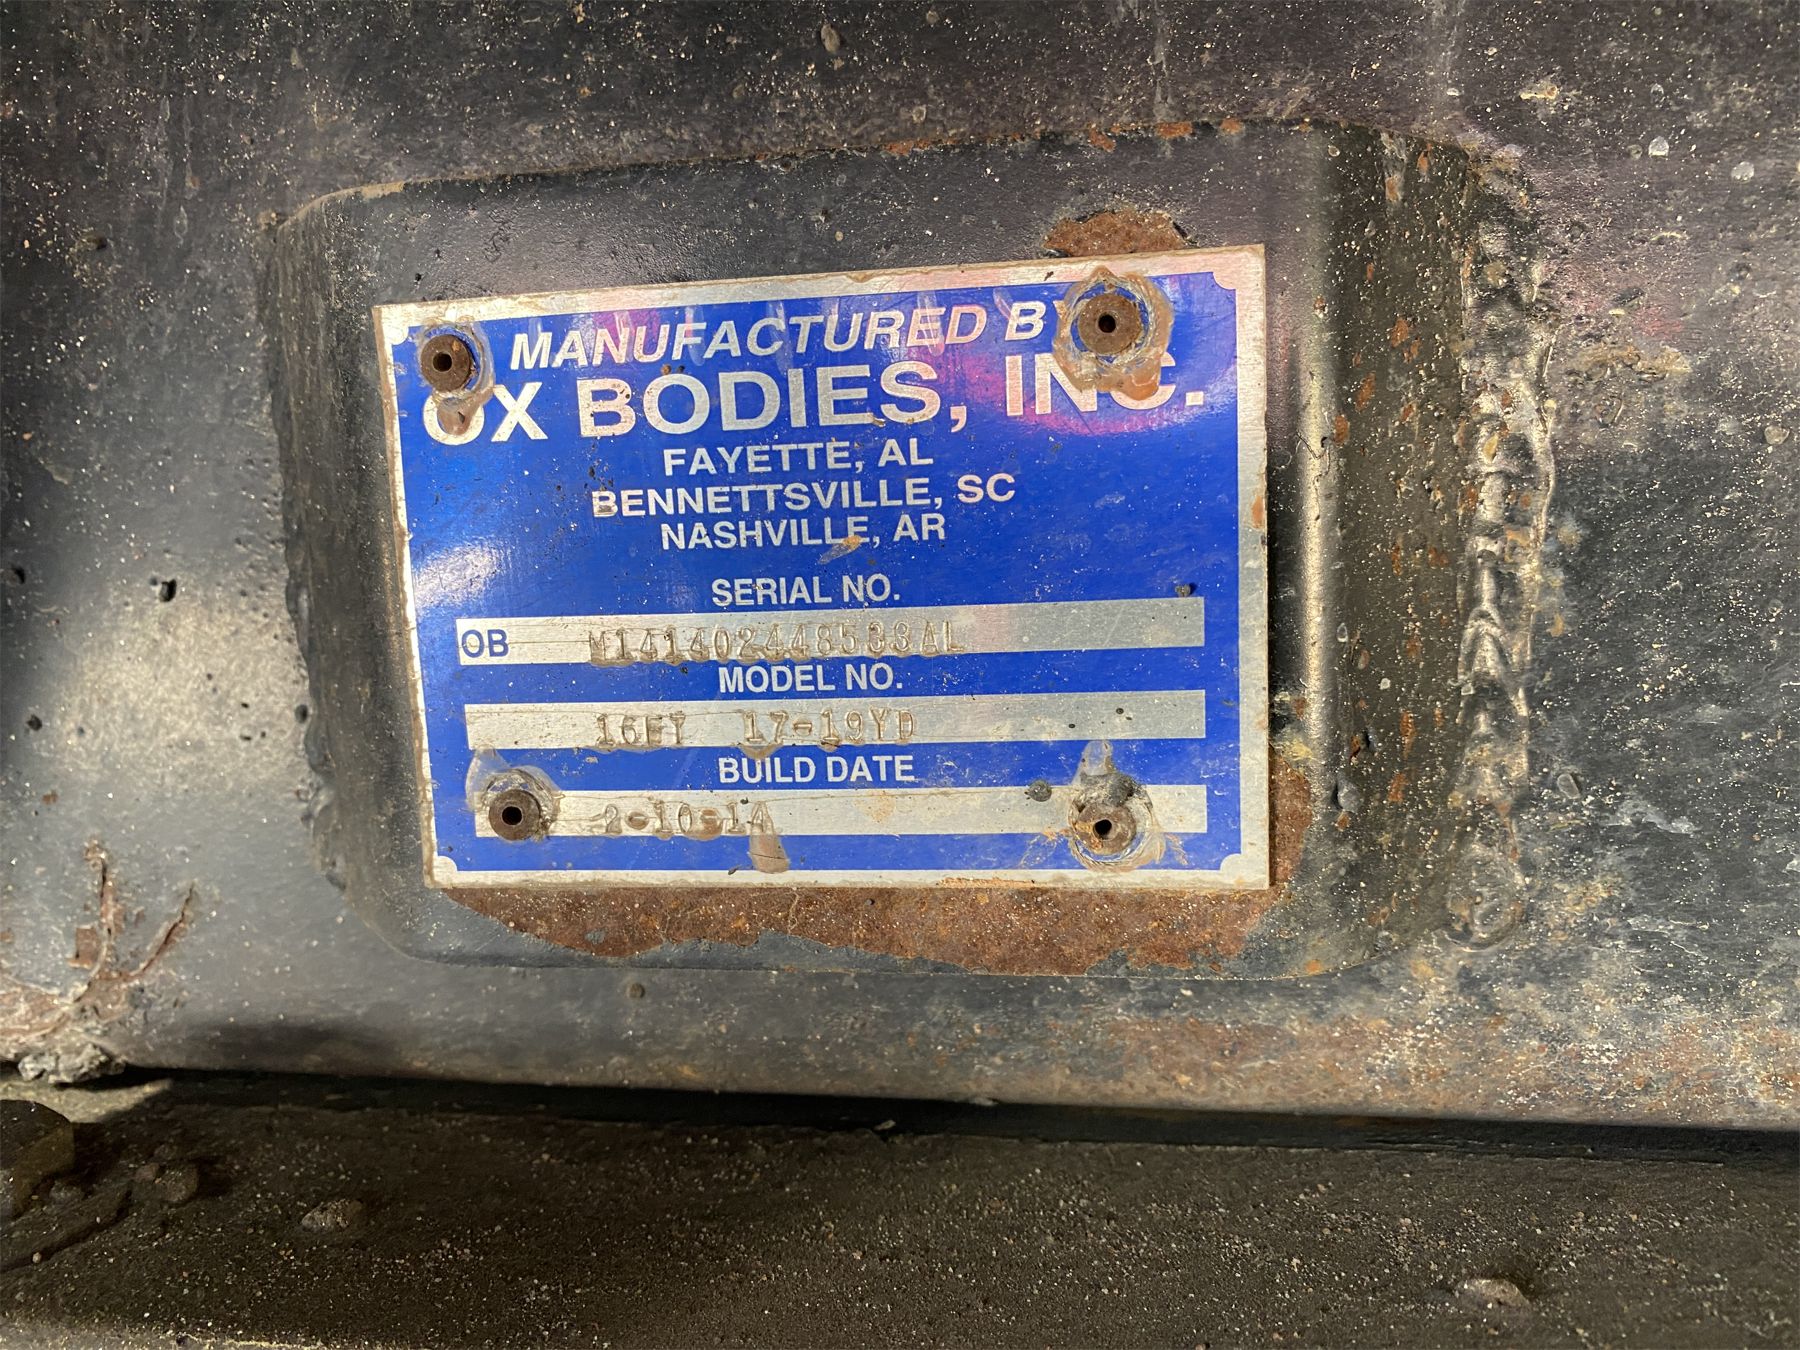 MANUFACTURED BY
OX BODIES, INC.
FAYETTE, AL
BENNETTSVILLE, SC
NASHVILLE, AR
SERIAL NO.
OB M141402448538AL
MODEL NO.
16FT 17-19YD
BUILD DATE
2-10-14